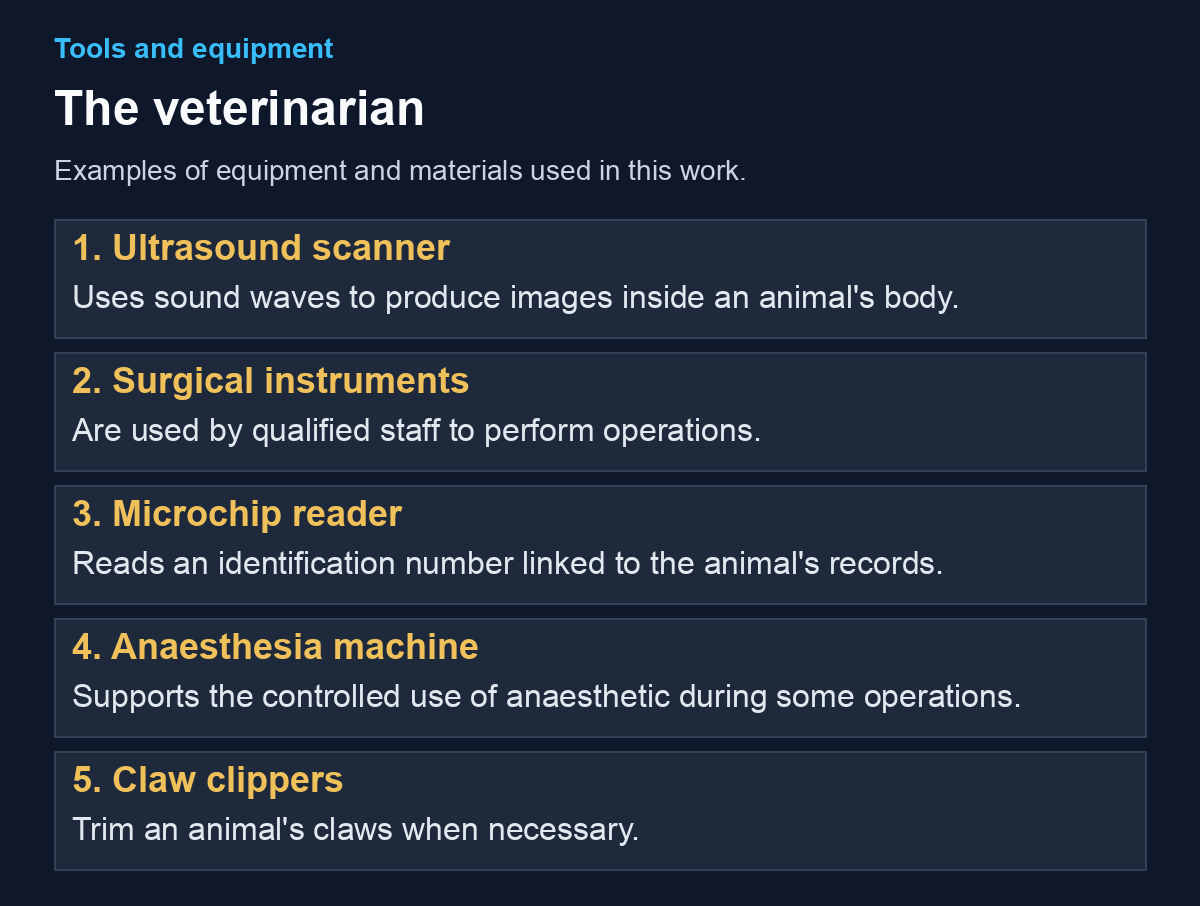 Tools and equipment
The veterinarian
Examples of equipment and materials used in this work.
1. Ultrasound scanner
Uses sound waves to produce images inside an animal's body.
2. Surgical instruments
Are used by qualified staff to perform operations.
3. Microchip reader
Reads an identification number linked to the animal's records.
4. Anaesthesia machine
Supports the controlled use of anaesthetic during some operations.
5. Claw clippers
Trim an animal's claws when necessary.